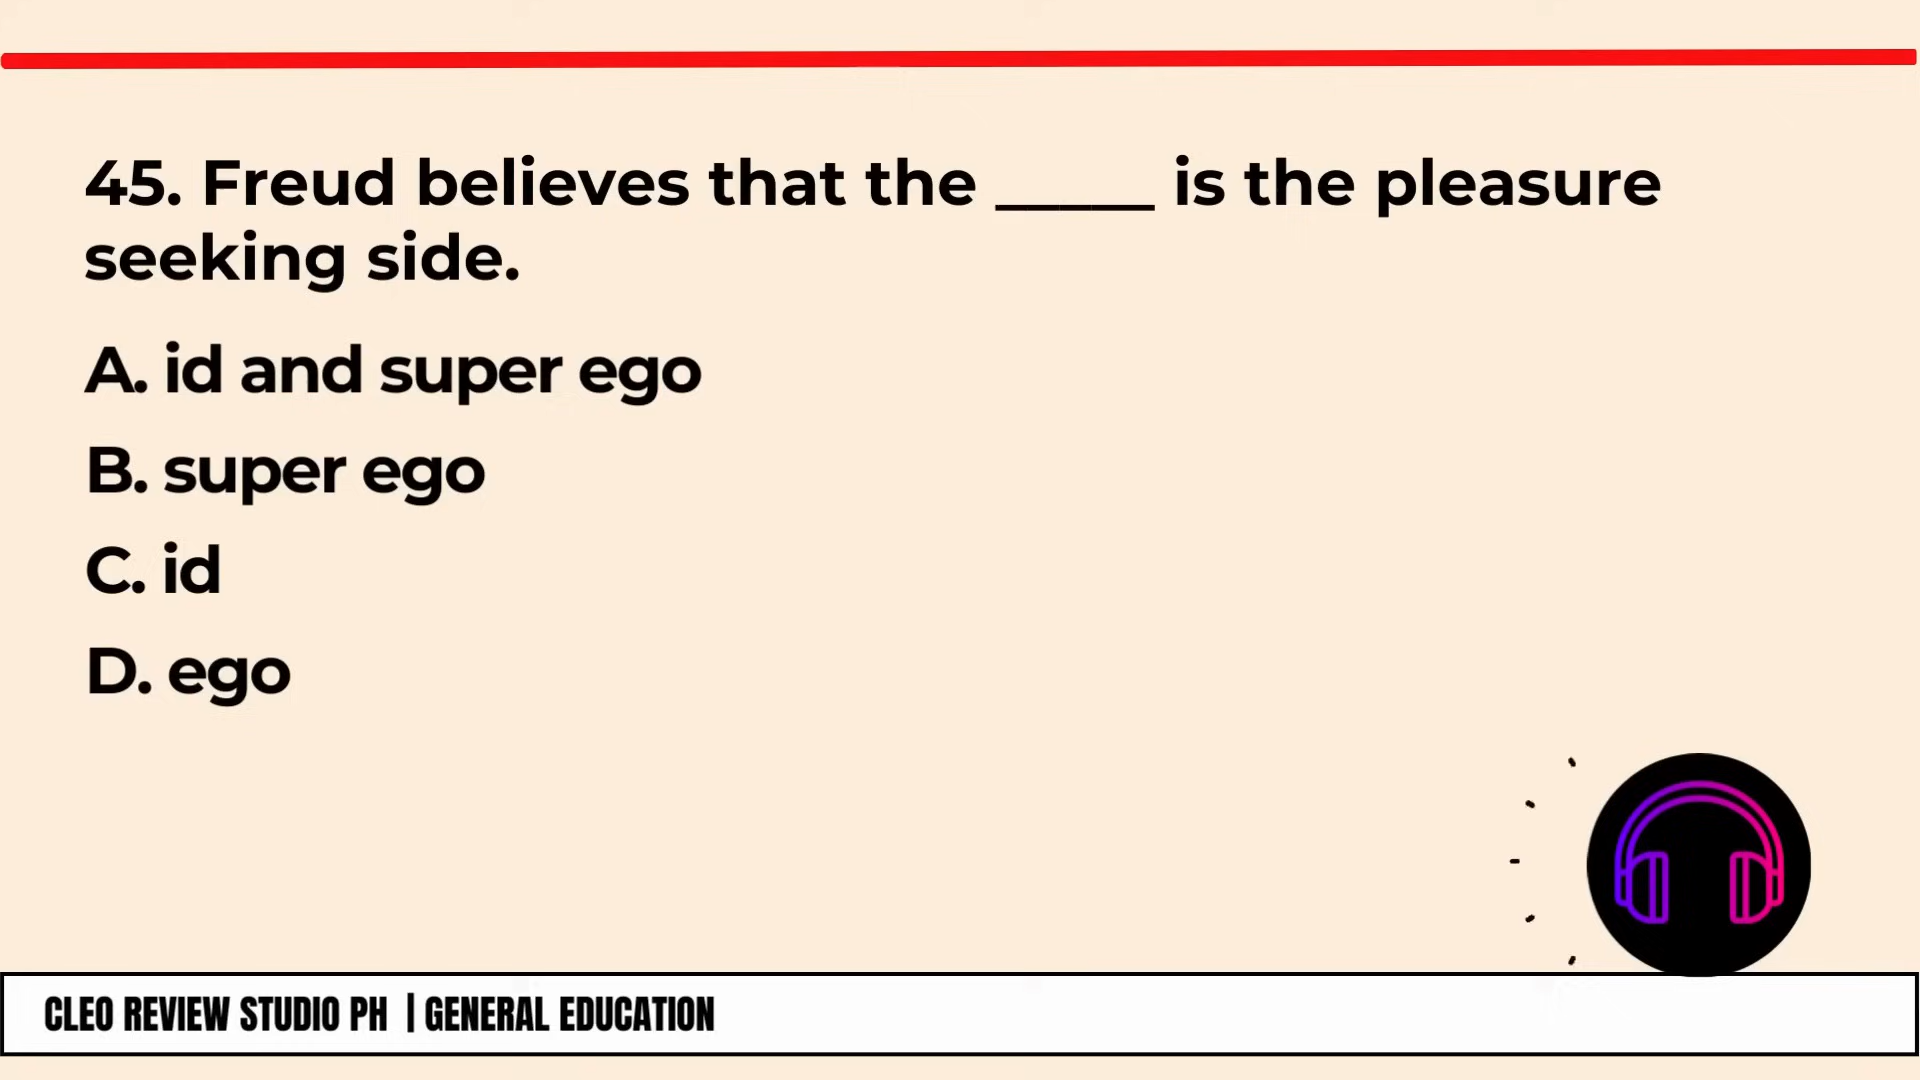 45. Freud believes that the _____ is the pleasure
seeking side.
A. id and super ego
B. super ego
C. id
D. ego
CLEO REVIEW STUDIO PH | GENERAL EDUCATION